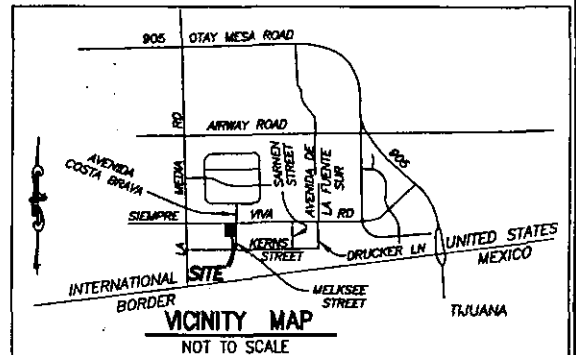 905 OTAY MESA ROAD
AIRWAY ROAD
LA MEDIA RD
AVENIDA
COSTA BRAVA
SARNEN
STREET
AVENIDA DE
LA FUENTE
SUR
905
SIEMPRE VIVA RD
KERNS
STREET
DRUCKER LN
UNITED STATES
MEXICO
SITE
MELKSEE
STREET
INTERNATIONAL
BORDER
TIJUANA
VICINITY MAP
NOT TO SCALE